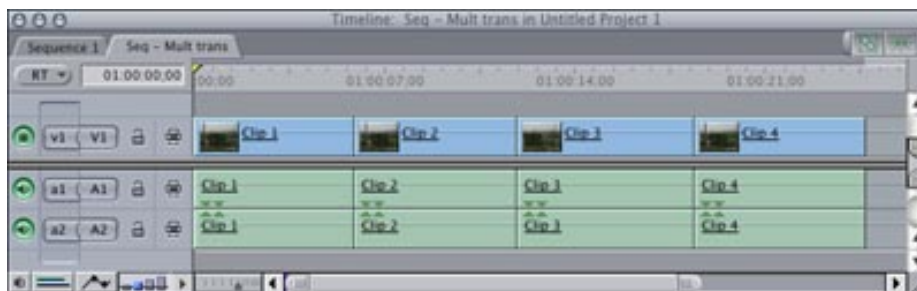 Timeline: Seq – Mult trans in Untitled Project 1
Sequence 1 Seq – Mult trans
RT 01:00:00;00 00:00 01:00:07;00 01:00:14:00 01:00:21;00
v1 V1 Clip 1 Clip 2 Clip 3 Clip 4
a1 A1 Clip 1 Clip 2 Clip 3 Clip 4
a2 A2 Clip 1 Clip 2 Clip 3 Clip 4